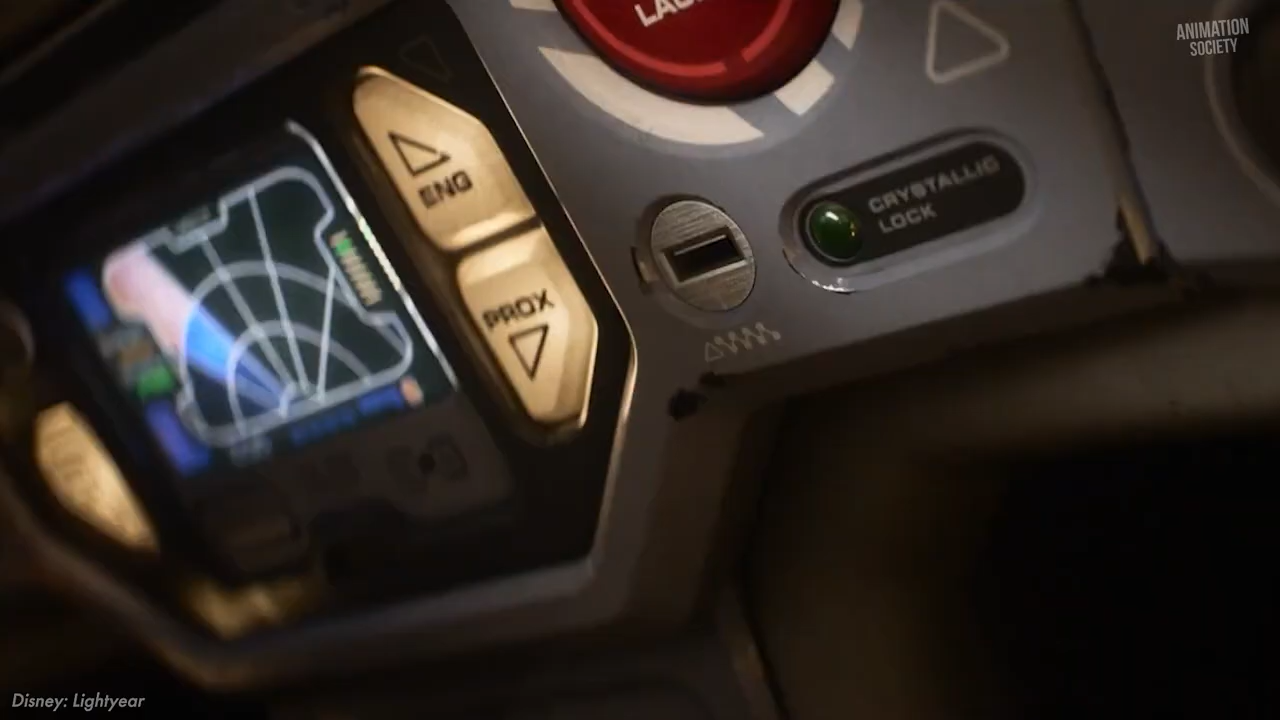 ANIMATION
SOCIETY
ENG
PROX
CRYSTALLIC
LOCK
Disney: Lightyear